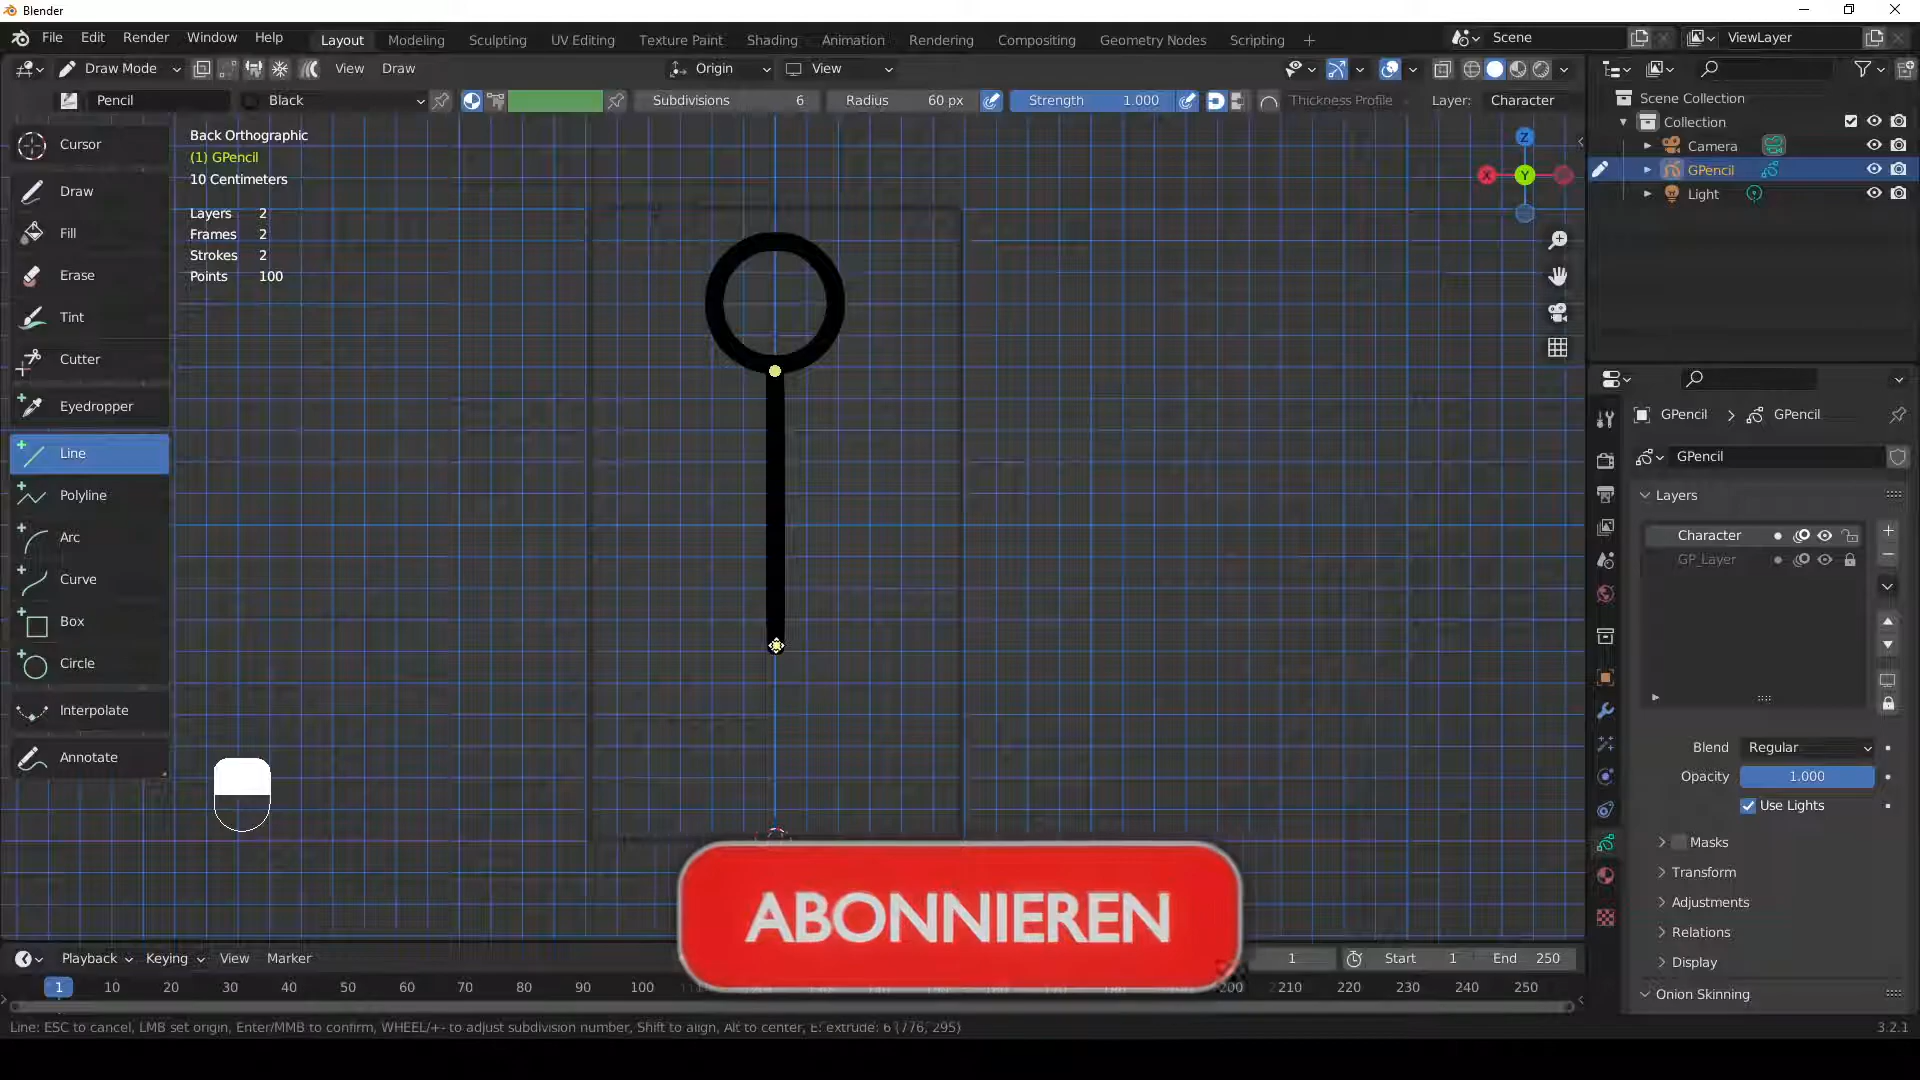 Blender
File Edit Render Window Help
Layout Modeling Sculpting UV Editing Texture Paint Shading Animation Rendering Compositing Geometry Nodes Scripting +
Scene
ViewLayer
Draw Mode View Draw
Origin View
Pencil Black Subdivisions 6 Radius 60 px Strength 1.000 Thickness Profile Layer: Character
Back Orthographic
(1) GPencil
10 Centimeters
Layers 2
Frames 2
Strokes 2
Points 100
Cursor
Draw
Fill
Erase
Tint
Cutter
Eyedropper
Line
Polyline
Arc
Curve
Box
Circle
Interpolate
Annotate
Z
X
Y
Scene Collection
Collection
Camera
GPencil
Light
GPencil > GPencil
GPencil
Layers
Character
GP_Layer
Blend Regular
Opacity 1.000
Use Lights
Masks
Transform
Adjustments
Relations
Display
Onion Skinning
ABONNIEREN
Playback Keying View Marker
1 Start 1 End 250
1 10 20 30 40 50 60 70 80 90 100 200 210 220 230 240 250
Line: ESC to cancel, LMB set origin, Enter/MMB to confirm, WHEEL/+- to adjust subdivision number, Shift to align, Alt to center, E: extrude: 6 (776, 295)
3.2.1